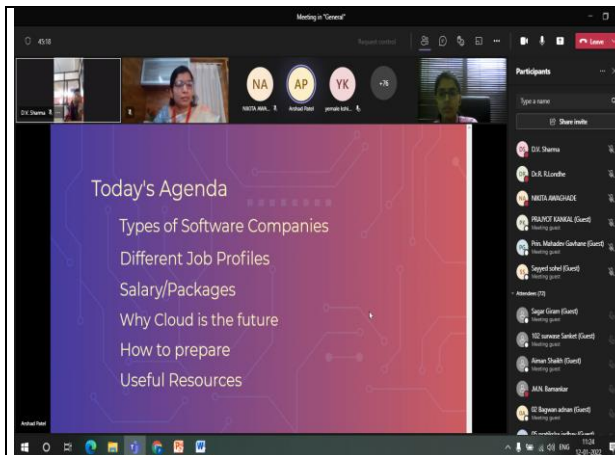 Meeting in "General"
45:18
Request control
Leave
D.V. Sharma
NA
NIKITA AWA...
AP
Arshad Patel
YK
+76
Participants
Type a name
Share invite
D.V. Sharma
Dr.R. R.Londhe
NIKITA AWAGHADE
PRAJYOT KANKAL (Guest)
Meeting guest
Prin. Mahadev Gavhane (Guest)
Meeting guest
Sayyed sohel (Guest)
Meeting guest
Attendees (72)
Sagar Giram (Guest)
Meeting guest
102 surwase Sanket (Guest)
Meeting guest
Aiman Shaikh (Guest)
Meeting guest
J.M.N. Bamankar
02 Bagwan adnan (Guest)
Meeting guest
Today's Agenda
Types of Software Companies
Different Job Profiles
Salary/Packages
Why Cloud is the future
How to prepare
Useful Resources
Arshad Patel
ENG
11:24
12-01-2022